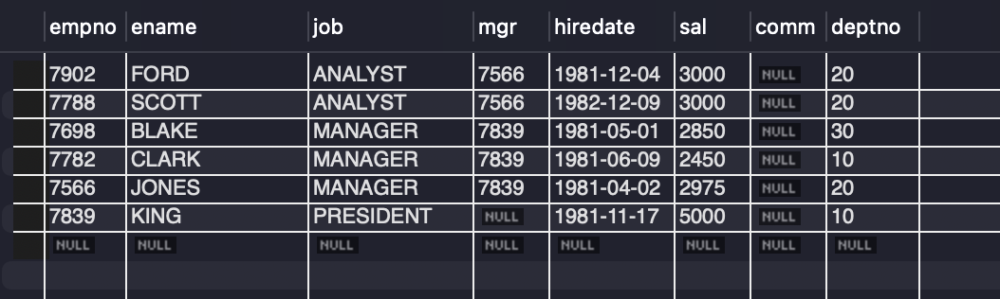 empno ename job mgr hiredate sal comm deptno
7902 FORD ANALYST 7566 1981-12-04 3000 NULL 20
7788 SCOTT ANALYST 7566 1982-12-09 3000 NULL 20
7698 BLAKE MANAGER 7839 1981-05-01 2850 NULL 30
7782 CLARK MANAGER 7839 1981-06-09 2450 NULL 10
7566 JONES MANAGER 7839 1981-04-02 2975 NULL 20
7839 KING PRESIDENT NULL 1981-11-17 5000 NULL 10
NULL NULL NULL NULL NULL NULL NULL NULL